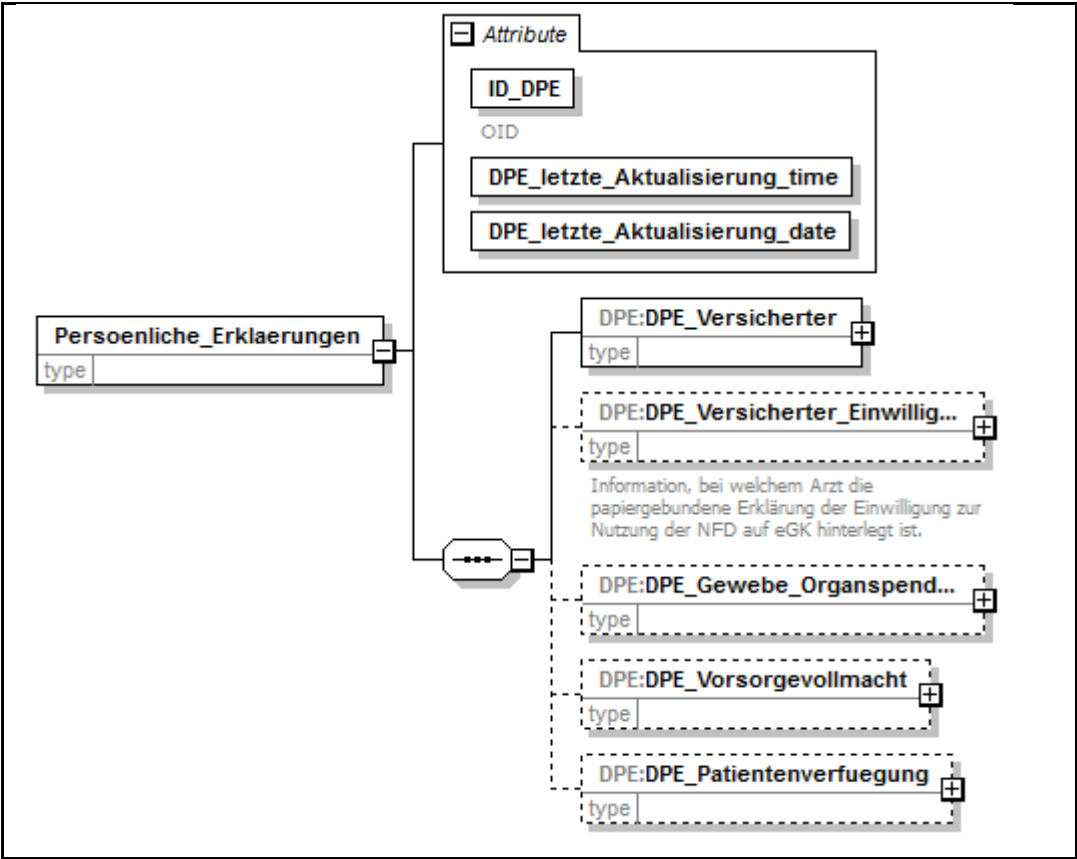 Attribute
ID_DPE
OID
DPE_letzte_Aktualisierung_time
DPE_letzte_Aktualisierung_date
Persoenliche_Erklaerungen
type
DPE:DPE_Versicherter
type
DPE:DPE_Versicherter_Einwillig...
type
Information, bei welchem Arzt die
papiergebundene Erklärung der Einwilligung zur
Nutzung der NFD auf eGK hinterlegt ist.
DPE:DPE_Gewebe_Organspend...
type
DPE:DPE_Vorsorgevollmacht
type
DPE:DPE_Patientenverfuegung
type